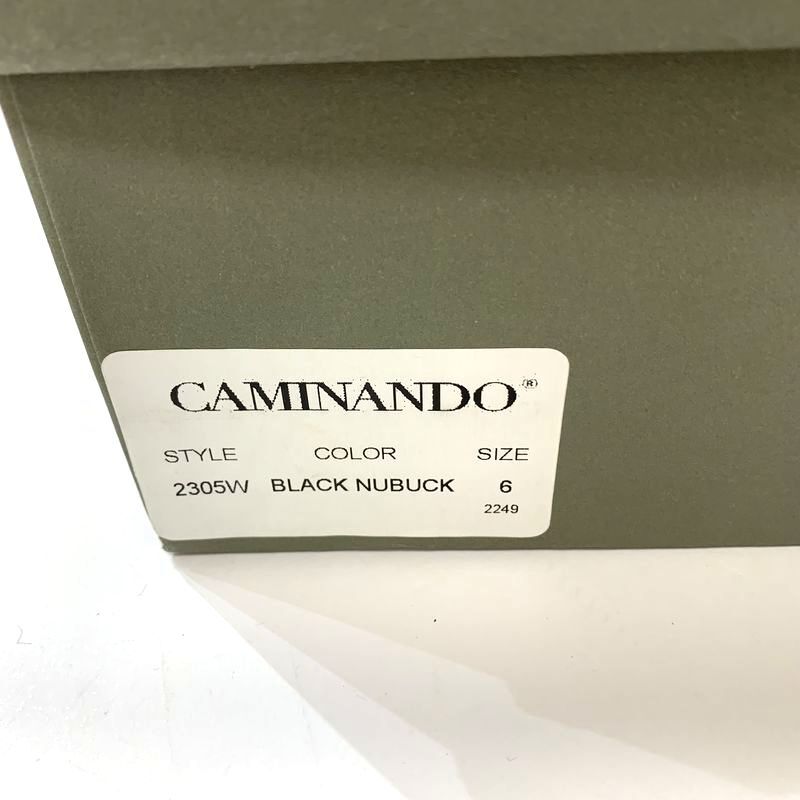 CAMINANDO®
STYLE COLOR SIZE
2305W BLACK NUBUCK 6
2249